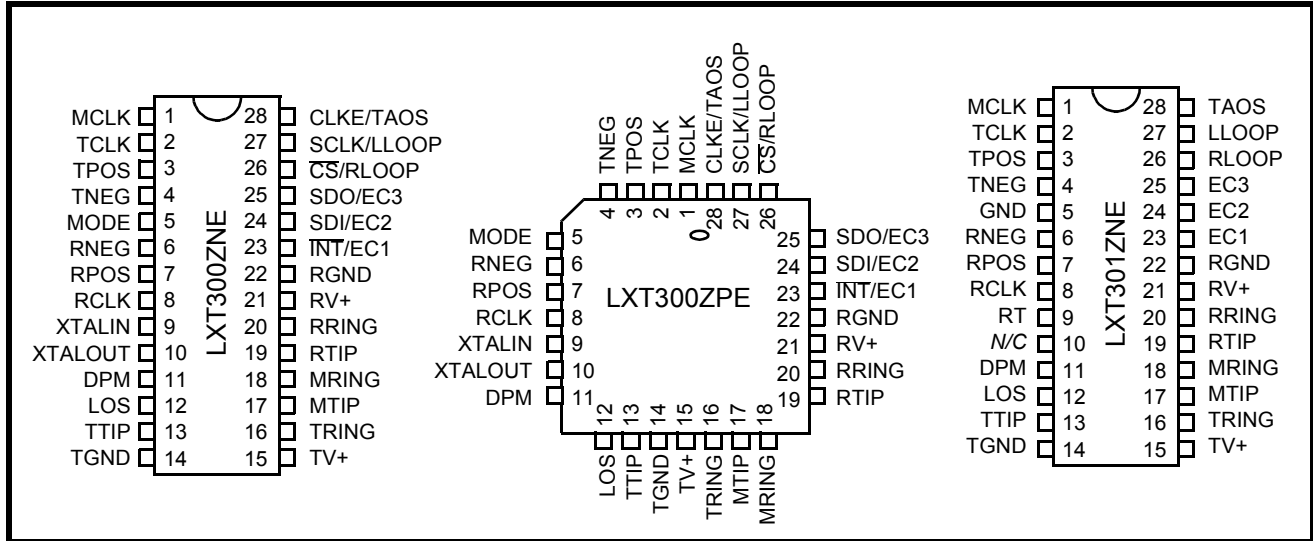 MCLK 1 28 CLKE/TAOS
TCLK 2 27 SCLK/LLOOP
TPOS 3 26 CS/RLOOP
TNEG 4 25 SDO/EC3
MODE 5 24 SDI/EC2
RNEG 6 23 INT/EC1
RPOS 7 22 RGND
RCLK 8 21 RV+
XTALIN 9 20 RRING
XTALOUT 10 19 RTIP
DPM 11 18 MRING
LOS 12 17 MTIP
TTIP 13 16 TRING
TGND 14 15 TV+
LXT300ZNE
TNEG TPOS TCLK MCLK CLKE/TAOS SCLK/LLOOP CS/RLOOP
4 3 2 1 28 27 26
MODE 5 25 SDO/EC3
RNEG 6 24 SDI/EC2
RPOS 7 23 INT/EC1
RCLK 8 22 RGND
XTALIN 9 21 RV+
XTALOUT 10 20 RRING
DPM 11 19 RTIP
LXT300ZPE
12 13 14 15 16 17 18
LOS TTIP TGND TV+ TRING MTIP MRING
MCLK 1 28 TAOS
TCLK 2 27 LLOOP
TPOS 3 26 RLOOP
TNEG 4 25 EC3
GND 5 24 EC2
RNEG 6 23 EC1
RPOS 7 22 RGND
RCLK 8 21 RV+
RT 9 20 RRING
N/C 10 19 RTIP
DPM 11 18 MRING
LOS 12 17 MTIP
TTIP 13 16 TRING
TGND 14 15 TV+
LXT301ZNE